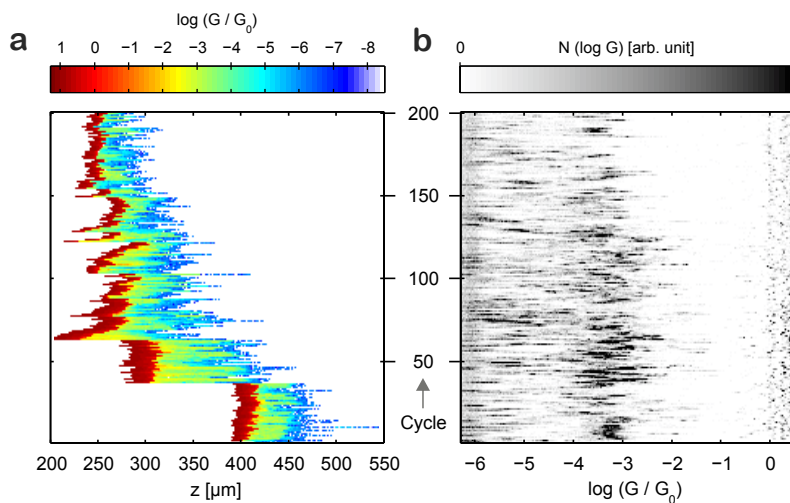 a
log (G / G0)
1 0 −1 −2 −3 −4 −5 −6 −7 -8
200 250 300 350 400 450 500 550
z [µm]
b
0 N (log G) [arb. unit]
200
150
100
50
Cycle
−6 −5 −4 −3 −2 −1 0
log (G / G0)